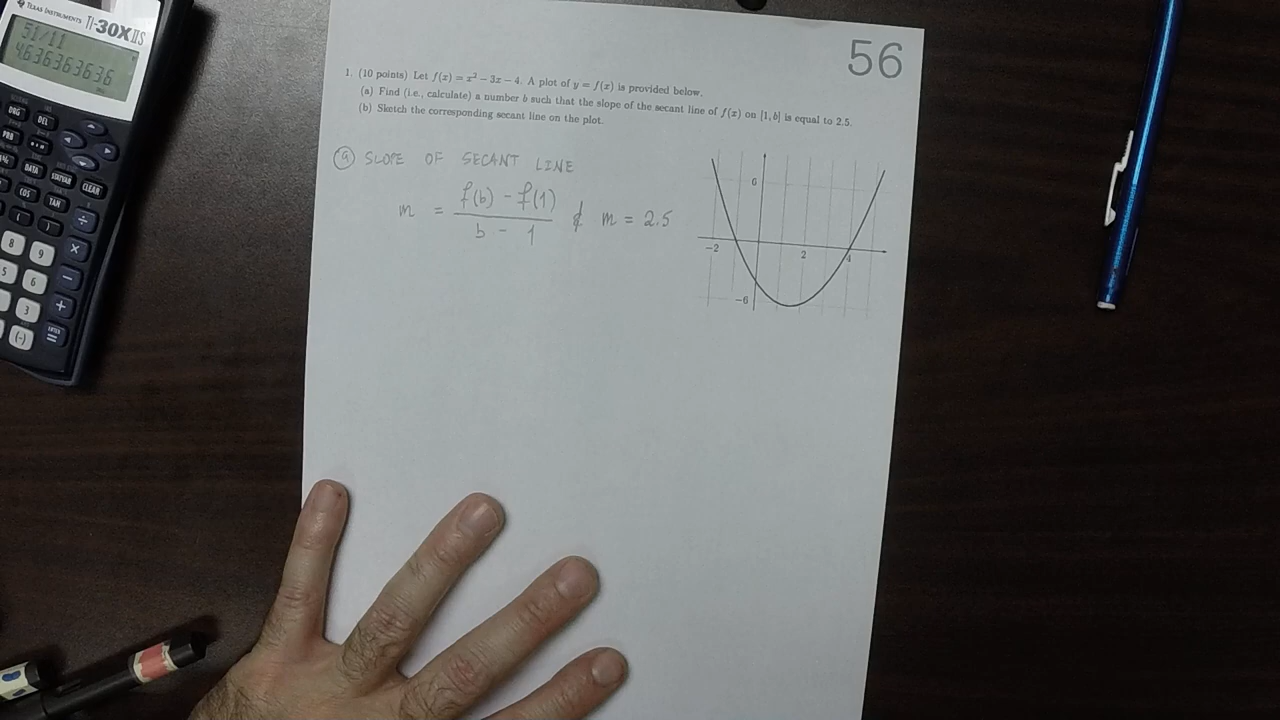 TEXAS INSTRUMENTS TI-30X IIS
51/11
4.636363636
DRG DEL
PRB
% DATA STATVAR CLEAR
COS TAN ÷
( )
8 9 ×
5 6 −
3 +
(-) ENTER =
56
1. (10 points) Let f(x) = x² − 3x − 4. A plot of y = f(x) is provided below.
(a) Find (i.e., calculate) a number b such that the slope of the secant line of f(x) on [1, b] is equal to 2.5.
(b) Sketch the corresponding secant line on the plot.
(a) SLOPE OF SECANT LINE
m = f(b) - f(1) / b - 1 & m = 2.5
6
−2 2 4
−6